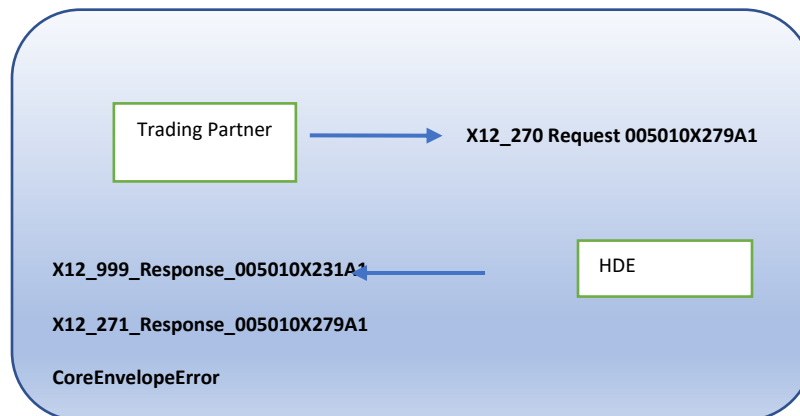 Trading Partner
X12_270 Request 005010X279A1
X12_999_Response_005010X231A1
HDE
X12_271_Response_005010X279A1
CoreEnvelopeError